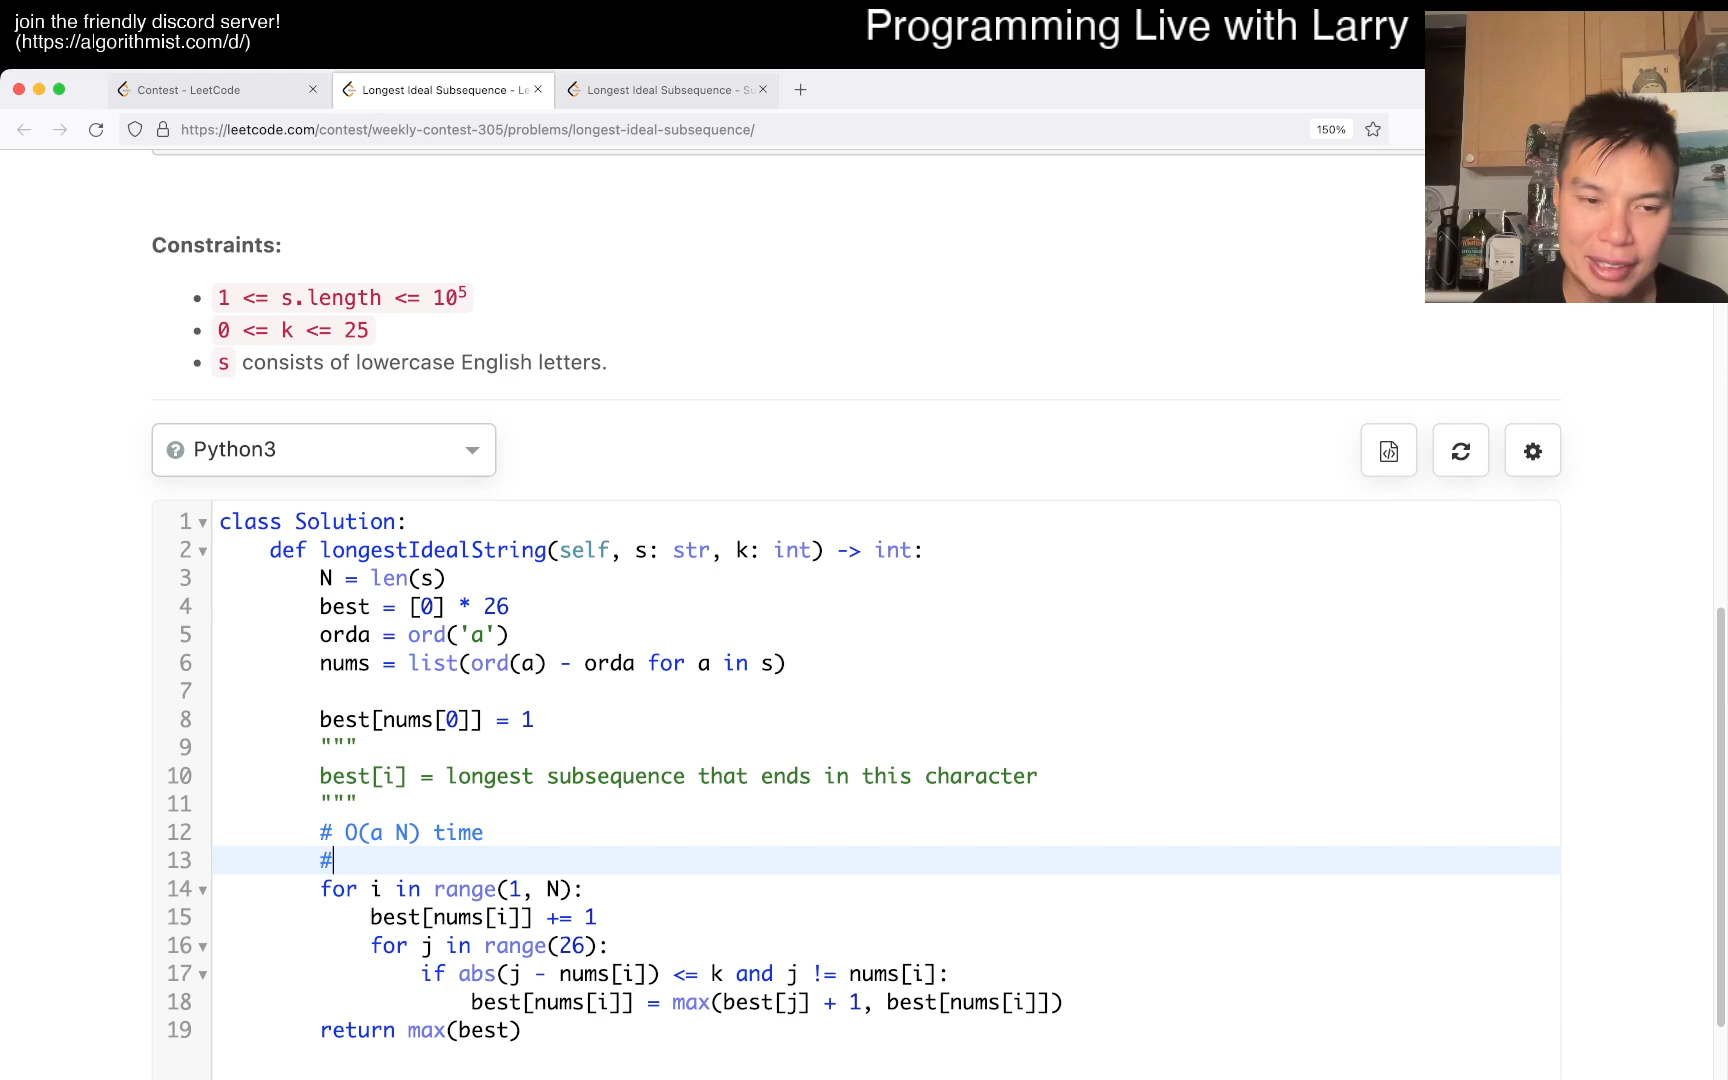 join the friendly discord server!
(https://algorithmist.com/d/)
Programming Live with Larry
Contest - LeetCode
Longest Ideal Subsequence - Le
Longest Ideal Subsequence - Su
https://leetcode.com/contest/weekly-contest-305/problems/longest-ideal-subsequence/
150%
Constraints:
1 <= s.length <= 10⁵
0 <= k <= 25
s consists of lowercase English letters.
Python3
1 class Solution:
2 def longestIdealString(self, s: str, k: int) -> int:
3 N = len(s)
4 best = [0] * 26
5 orda = ord('a')
6 nums = list(ord(a) - orda for a in s)
7
8 best[nums[0]] = 1
9 """
10 best[i] = longest subsequence that ends in this character
11 """
12 # O(a N) time
13 #
14 for i in range(1, N):
15 best[nums[i]] += 1
16 for j in range(26):
17 if abs(j - nums[i]) <= k and j != nums[i]:
18 best[nums[i]] = max(best[j] + 1, best[nums[i]])
19 return max(best)